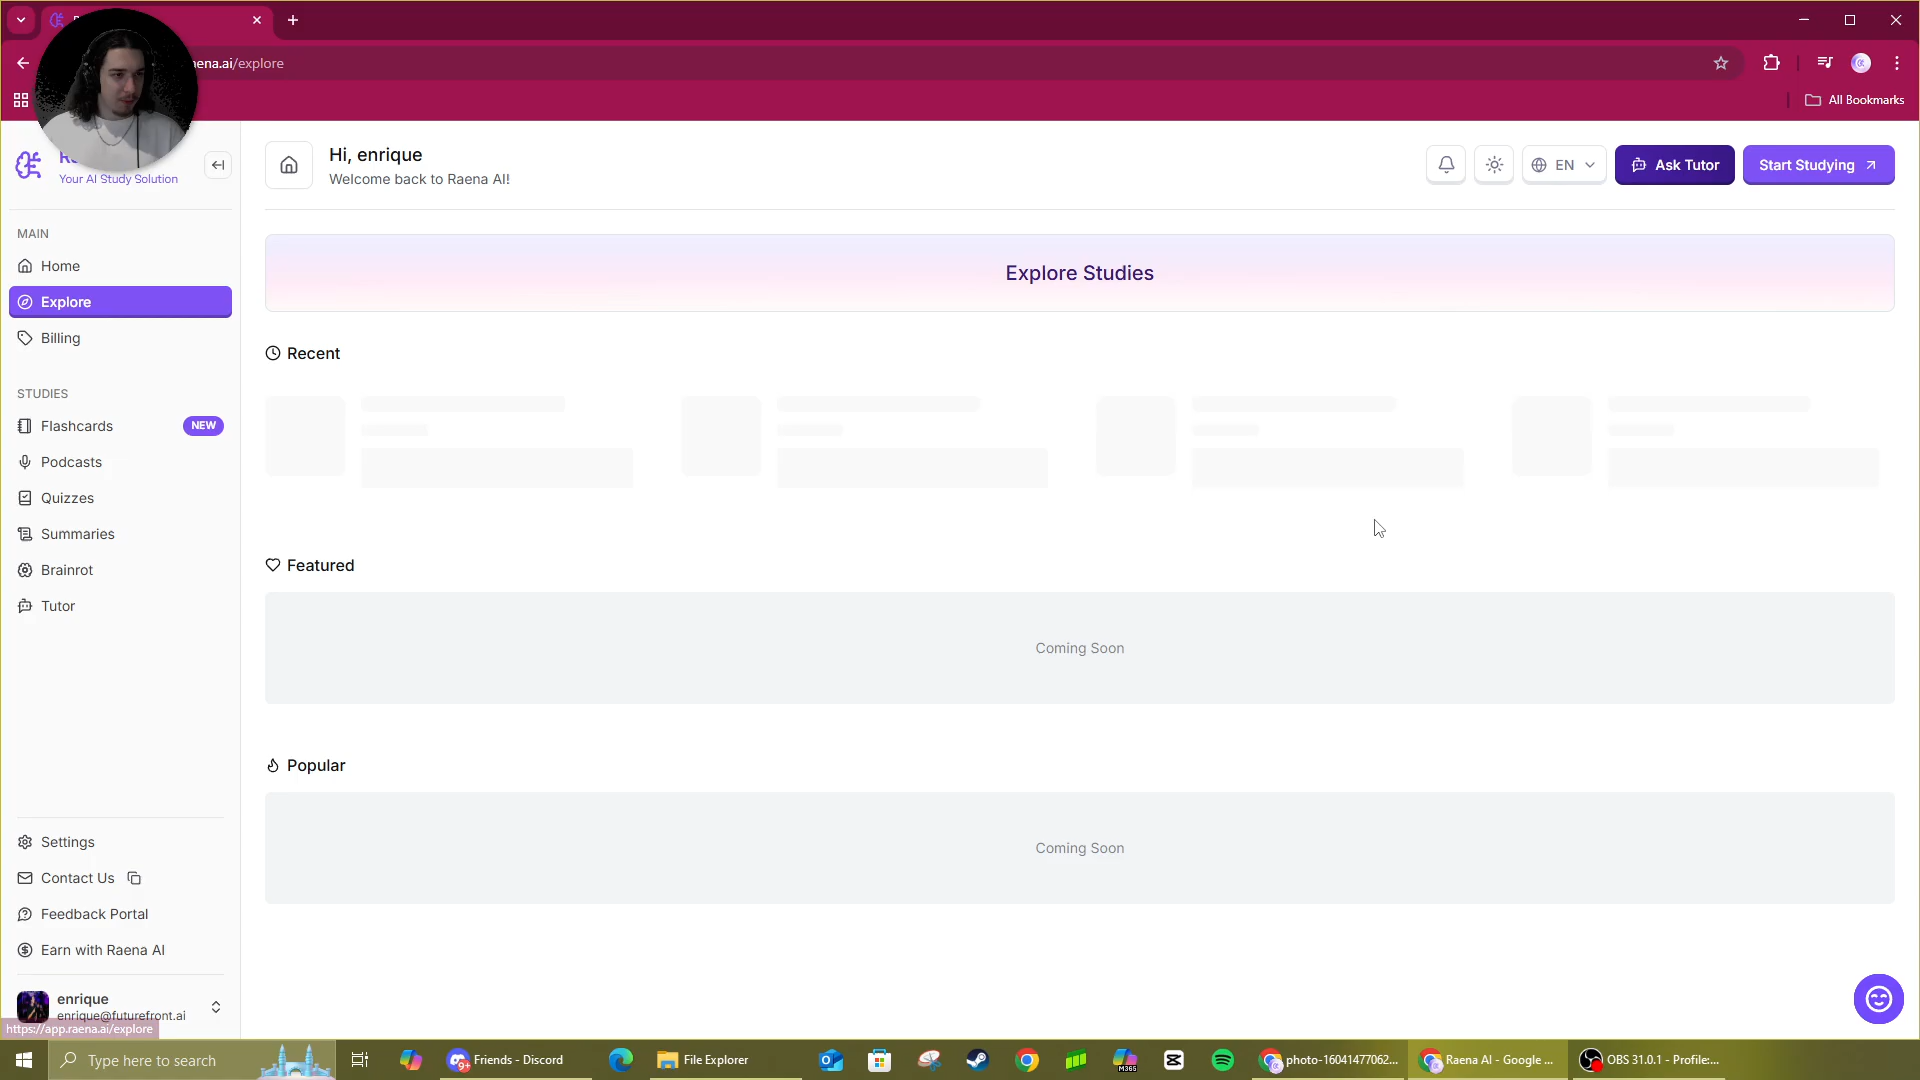 aena.ai/explore
All Bookmarks
Your AI Study Solution
Hi, enrique
Welcome back to Raena AI!
EN
Ask Tutor
Start Studying
MAIN
Home
Explore
Billing
STUDIES
Flashcards
NEW
Podcasts
Quizzes
Summaries
Brainrot
Tutor
Explore Studies
Recent
Featured
Coming Soon
Popular
Coming Soon
Settings
Contact Us
Feedback Portal
Earn with Raena AI
enrique
enrique@futurefront.ai
https://app.raena.ai/explore
Type here to search
9+
Friends - Discord
File Explorer
M365
photo-16041477062...
Raena AI - Google ...
OBS 31.0.1 - Profile:...